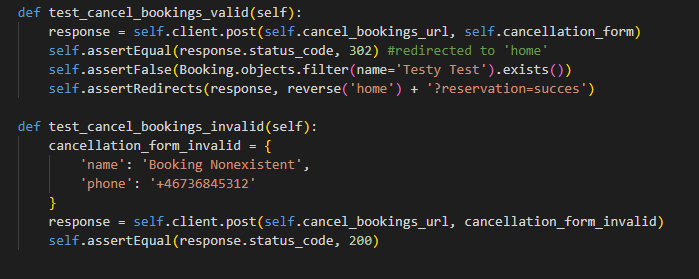 def test_cancel_bookings_valid(self):
response = self.client.post(self.cancel_bookings_url, self.cancellation_form)
self.assertEqual(response.status_code, 302) #redirected to 'home'
self.assertFalse(Booking.objects.filter(name='Testy Test').exists())
self.assertRedirects(response, reverse('home') + '?reservation=succes')
def test_cancel_bookings_invalid(self):
cancellation_form_invalid = {
'name': 'Booking Nonexistent',
'phone': '+46736845312'
}
response = self.client.post(self.cancel_bookings_url, cancellation_form_invalid)
self.assertEqual(response.status_code, 200)